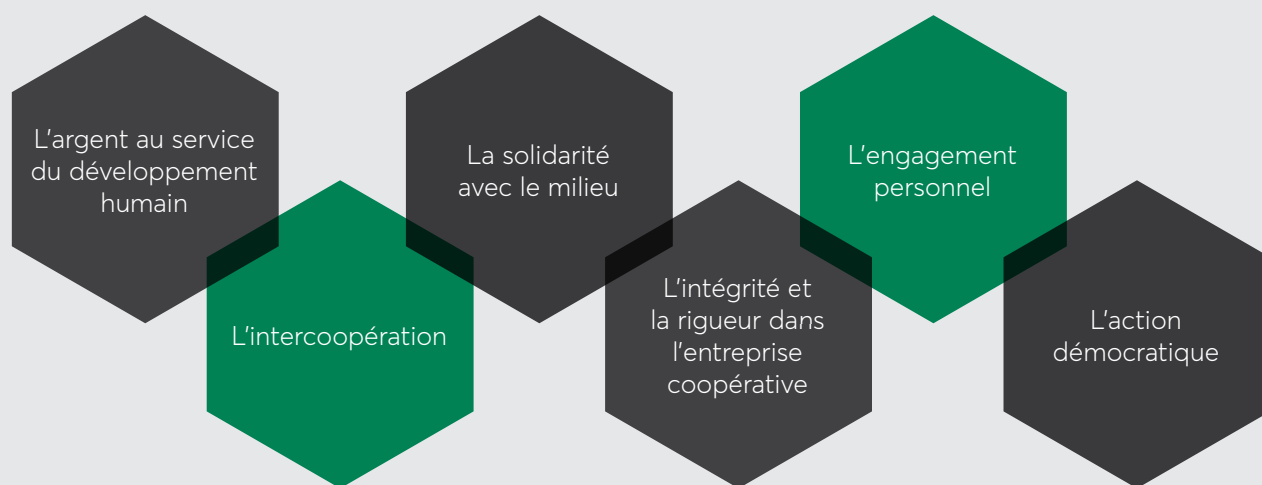 L'argent au service
du développement
humain
L'intercoopération
La solidarité
avec le milieu
L'intégrité et
la rigueur dans
l'entreprise
coopérative
L'engagement
personnel
L'action
démocratique